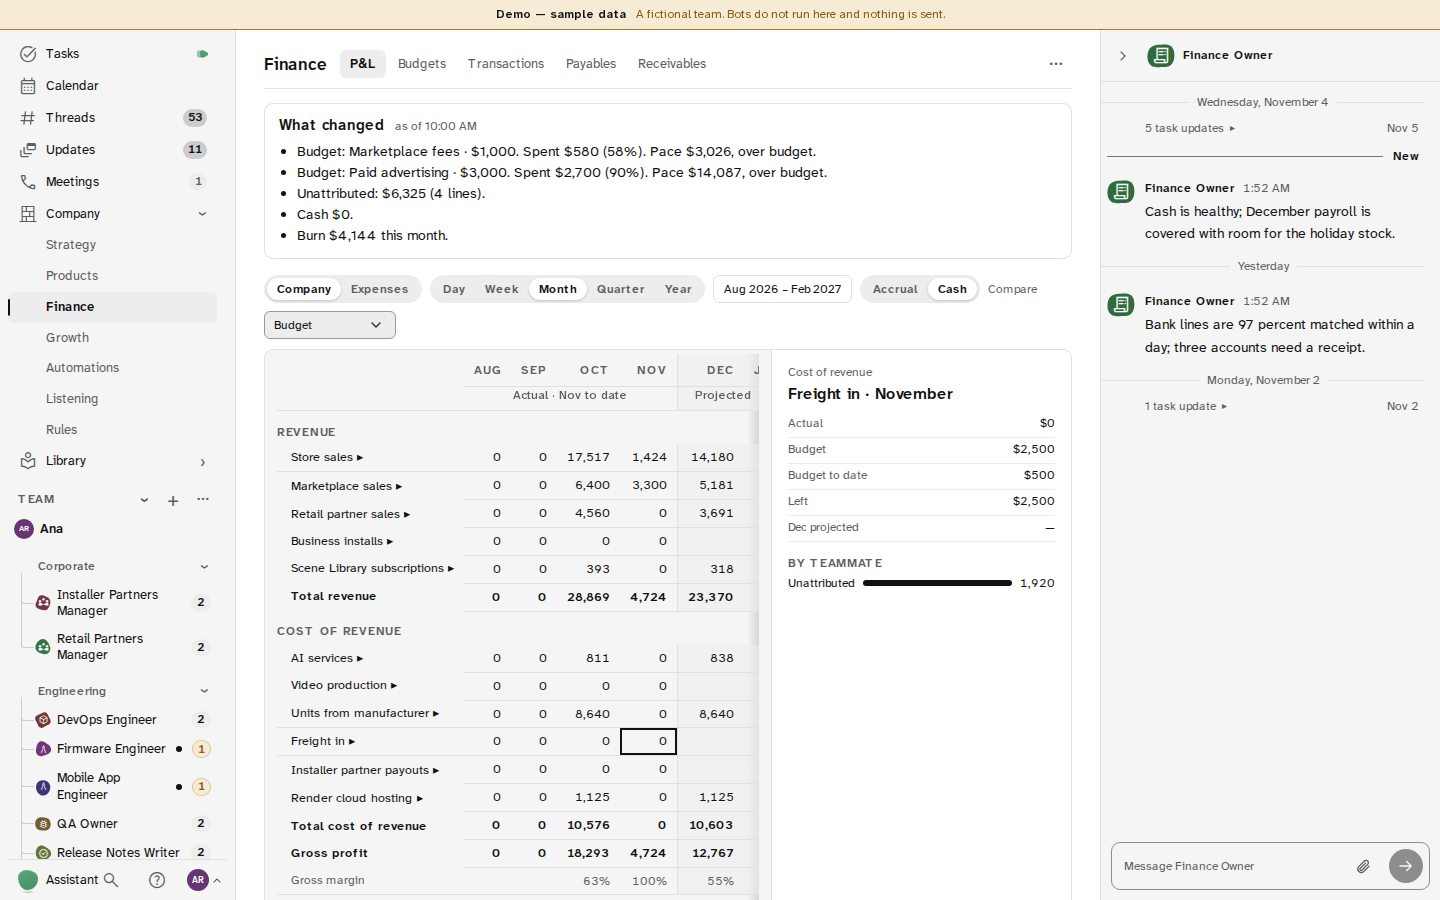 Demo — sample data A fictional team. Bots do not run here and nothing is sent.
Tasks
Calendar
Threads 53
Updates 11
Meetings 1
Company
Strategy
Products
Finance
Growth
Automations
Listening
Rules
Library
TEAM
AR Ana
Corporate
Installer Partners Manager 2
Retail Partners Manager 2
Engineering
DevOps Engineer 2
Firmware Engineer 1
Mobile App Engineer 1
QA Owner 2
Release Notes Writer 2
Assistant AR
Finance P&L Budgets Transactions Payables Receivables
What changed as of 10:00 AM
Budget: Marketplace fees · $1,000. Spent $580 (58%). Pace $3,026, over budget.
Budget: Paid advertising · $3,000. Spent $2,700 (90%). Pace $14,087, over budget.
Unattributed: $6,325 (4 lines).
Cash $0.
Burn $4,144 this month.
Company Expenses Day Week Month Quarter Year Aug 2026 – Feb 2027 Accrual Cash Compare
Budget
AUG SEP OCT NOV DEC J
Actual · Nov to date Projected
REVENUE
Store sales ▸ 0 0 17,517 1,424 14,180
Marketplace sales ▸ 0 0 6,400 3,300 5,181
Retail partner sales ▸ 0 0 4,560 0 3,691
Business installs ▸ 0 0 0 0
Scene Library subscriptions ▸ 0 0 393 0 318
Total revenue 0 0 28,869 4,724 23,370
COST OF REVENUE
AI services ▸ 0 0 811 0 838
Video production ▸ 0 0 0 0
Units from manufacturer ▸ 0 0 8,640 0 8,640
Freight in ▸ 0 0 0 0
Installer partner payouts ▸ 0 0 0 0
Render cloud hosting ▸ 0 0 1,125 0 1,125
Total cost of revenue 0 0 10,576 0 10,603
Gross profit 0 0 18,293 4,724 12,767
Gross margin 63% 100% 55%
Cost of revenue
Freight in · November
Actual $0
Budget $2,500
Budget to date $500
Left $2,500
Dec projected —
BY TEAMMATE
Unattributed 1,920
Finance Owner
Wednesday, November 4
5 task updates ▸ Nov 5
New
Finance Owner 1:52 AM
Cash is healthy; December payroll is
covered with room for the holiday stock.
Yesterday
Finance Owner 1:52 AM
Bank lines are 97 percent matched within a
day; three accounts need a receipt.
Monday, November 2
1 task update ▸ Nov 2
Message Finance Owner